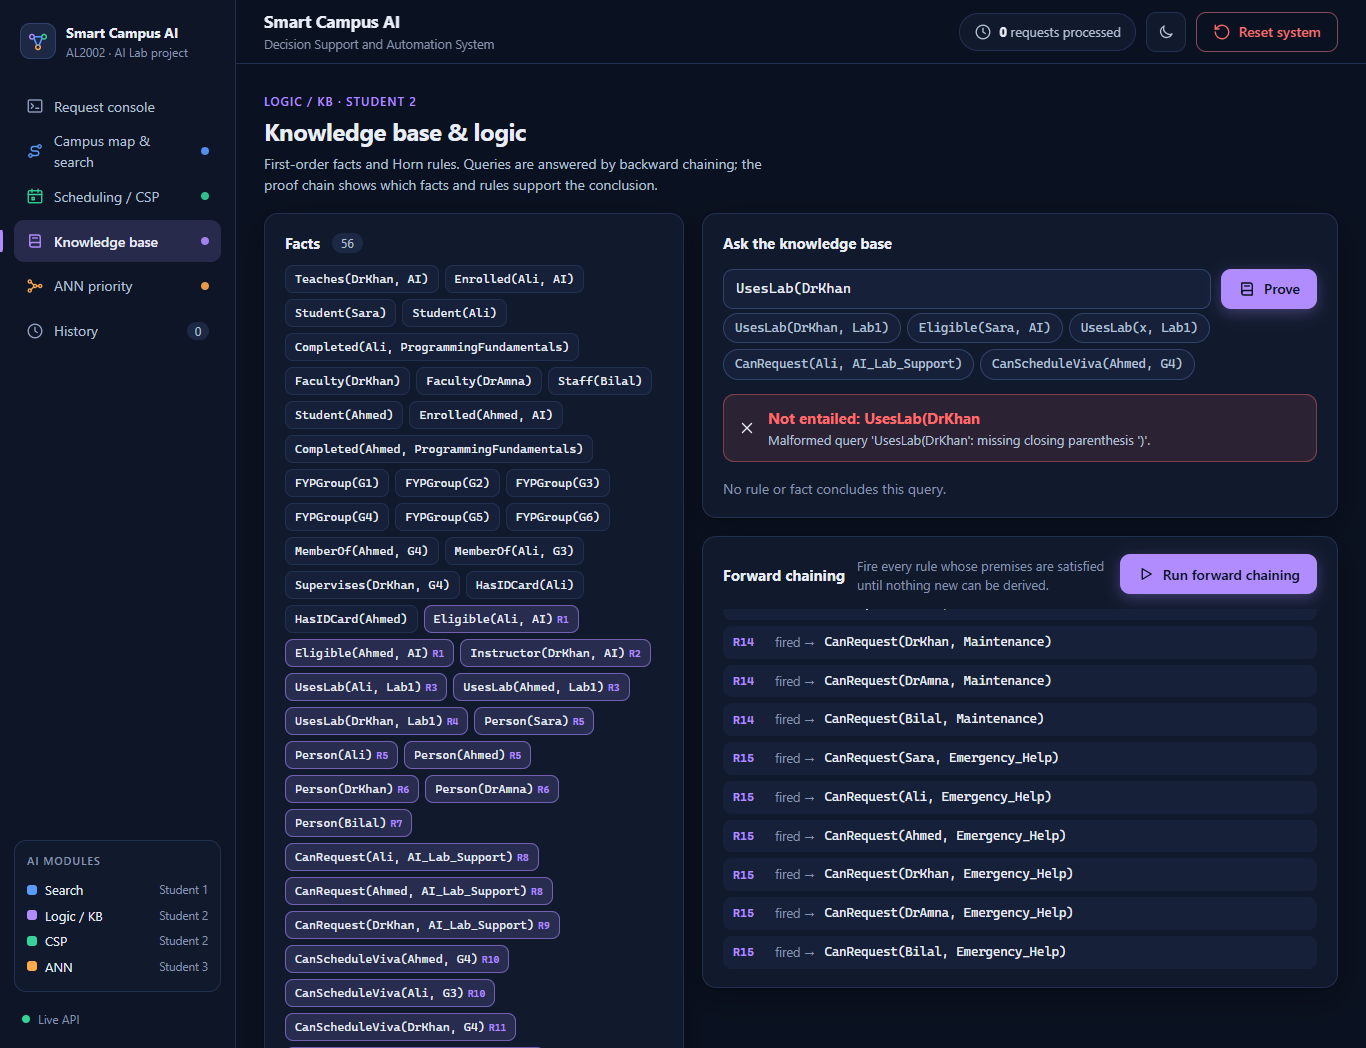 Smart Campus AI
AL2002 · AI Lab project
Request console
Campus map &
search
Scheduling / CSP
Knowledge base
ANN priority
History 0
AI MODULES
Search Student 1
Logic / KB Student 2
CSP Student 2
ANN Student 3
Live API
Smart Campus AI
Decision Support and Automation System
0 requests processed
Reset system
LOGIC / KB · STUDENT 2
Knowledge base & logic
First-order facts and Horn rules. Queries are answered by backward chaining; the
proof chain shows which facts and rules support the conclusion.
Facts 56
Teaches(DrKhan, AI) Enrolled(Ali, AI)
Student(Sara) Student(Ali)
Completed(Ali, ProgrammingFundamentals)
Faculty(DrKhan) Faculty(DrAmna) Staff(Bilal)
Student(Ahmed) Enrolled(Ahmed, AI)
Completed(Ahmed, ProgrammingFundamentals)
FYPGroup(G1) FYPGroup(G2) FYPGroup(G3)
FYPGroup(G4) FYPGroup(G5) FYPGroup(G6)
MemberOf(Ahmed, G4) MemberOf(Ali, G3)
Supervises(DrKhan, G4) HasIDCard(Ali)
HasIDCard(Ahmed) Eligible(Ali, AI) R1
Eligible(Ahmed, AI) R1 Instructor(DrKhan, AI) R2
UsesLab(Ali, Lab1) R3 UsesLab(Ahmed, Lab1) R3
UsesLab(DrKhan, Lab1) R4 Person(Sara) R5
Person(Ali) R5 Person(Ahmed) R5
Person(DrKhan) R6 Person(DrAmna) R6
Person(Bilal) R7
CanRequest(Ali, AI_Lab_Support) R8
CanRequest(Ahmed, AI_Lab_Support) R8
CanRequest(DrKhan, AI_Lab_Support) R9
CanScheduleViva(Ahmed, G4) R10
CanScheduleViva(Ali, G3) R10
CanScheduleViva(DrKhan, G4) R11
Ask the knowledge base
UsesLab(DrKhan
Prove
UsesLab(DrKhan, Lab1) Eligible(Sara, AI) UsesLab(x, Lab1)
CanRequest(Ali, AI_Lab_Support) CanScheduleViva(Ahmed, G4)
Not entailed: UsesLab(DrKhan
Malformed query 'UsesLab(DrKhan': missing closing parenthesis ')'.
No rule or fact concludes this query.
Forward chaining
Fire every rule whose premises are satisfied
until nothing new can be derived.
Run forward chaining
R14 fired → CanRequest(DrKhan, Maintenance)
R14 fired → CanRequest(DrAmna, Maintenance)
R14 fired → CanRequest(Bilal, Maintenance)
R15 fired → CanRequest(Sara, Emergency_Help)
R15 fired → CanRequest(Ali, Emergency_Help)
R15 fired → CanRequest(Ahmed, Emergency_Help)
R15 fired → CanRequest(DrKhan, Emergency_Help)
R15 fired → CanRequest(DrAmna, Emergency_Help)
R15 fired → CanRequest(Bilal, Emergency_Help)